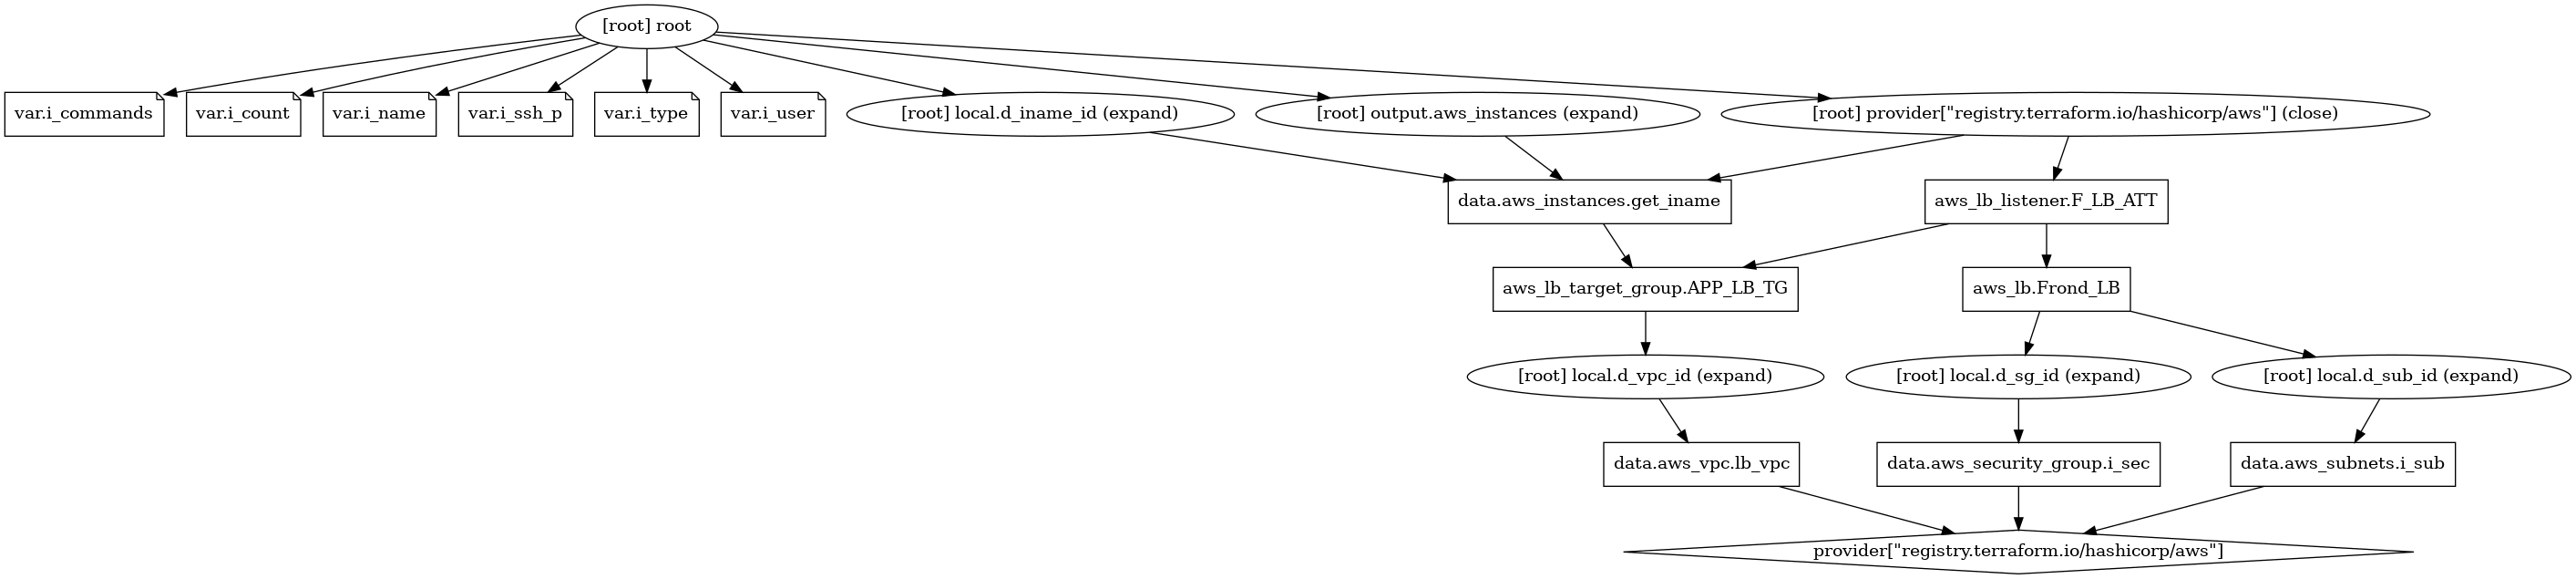 [root] root
var.i_commands
var.i_count
var.i_name
var.i_ssh_p
var.i_type
var.i_user
[root] local.d_iname_id (expand)
[root] output.aws_instances (expand)
[root] provider[\"registry.terraform.io/hashicorp/aws\"] (close)
data.aws_instances.get_iname
aws_lb_listener.F_LB_ATT
aws_lb_target_group.APP_LB_TG
aws_lb.Frond_LB
[root] local.d_vpc_id (expand)
[root] local.d_sg_id (expand)
[root] local.d_sub_id (expand)
data.aws_vpc.lb_vpc
data.aws_security_group.i_sec
data.aws_subnets.i_sub
provider[\"registry.terraform.io/hashicorp/aws\"]